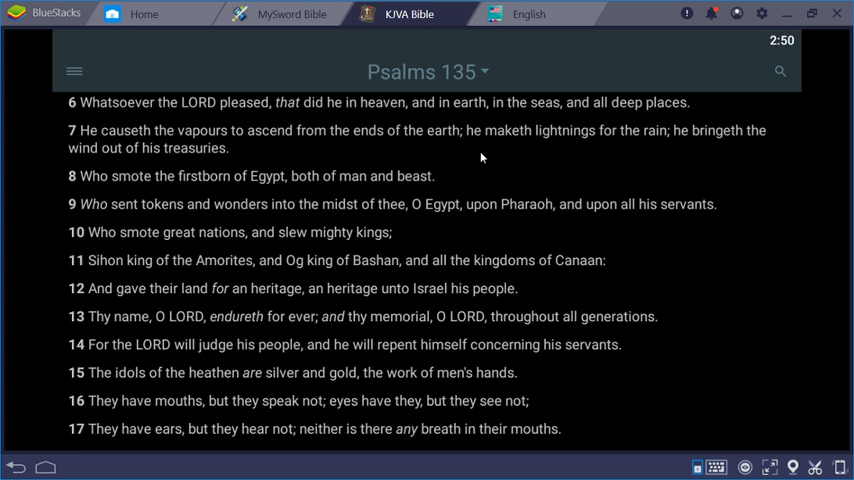 BlueStacks
Home
MySword Bible
KJVA Bible
English
2:50
Psalms 135
6 Whatsoever the LORD pleased, that did he in heaven, and in earth, in the seas, and all deep places.
7 He causeth the vapours to ascend from the ends of the earth; he maketh lightnings for the rain; he bringeth the
wind out of his treasuries.
8 Who smote the firstborn of Egypt, both of man and beast.
9 Who sent tokens and wonders into the midst of thee, O Egypt, upon Pharaoh, and upon all his servants.
10 Who smote great nations, and slew mighty kings;
11 Sihon king of the Amorites, and Og king of Bashan, and all the kingdoms of Canaan:
12 And gave their land for an heritage, an heritage unto Israel his people.
13 Thy name, O LORD, endureth for ever; and thy memorial, O LORD, throughout all generations.
14 For the LORD will judge his people, and he will repent himself concerning his servants.
15 The idols of the heathen are silver and gold, the work of men's hands.
16 They have mouths, but they speak not; eyes have they, but they see not;
17 They have ears, but they hear not; neither is there any breath in their mouths.